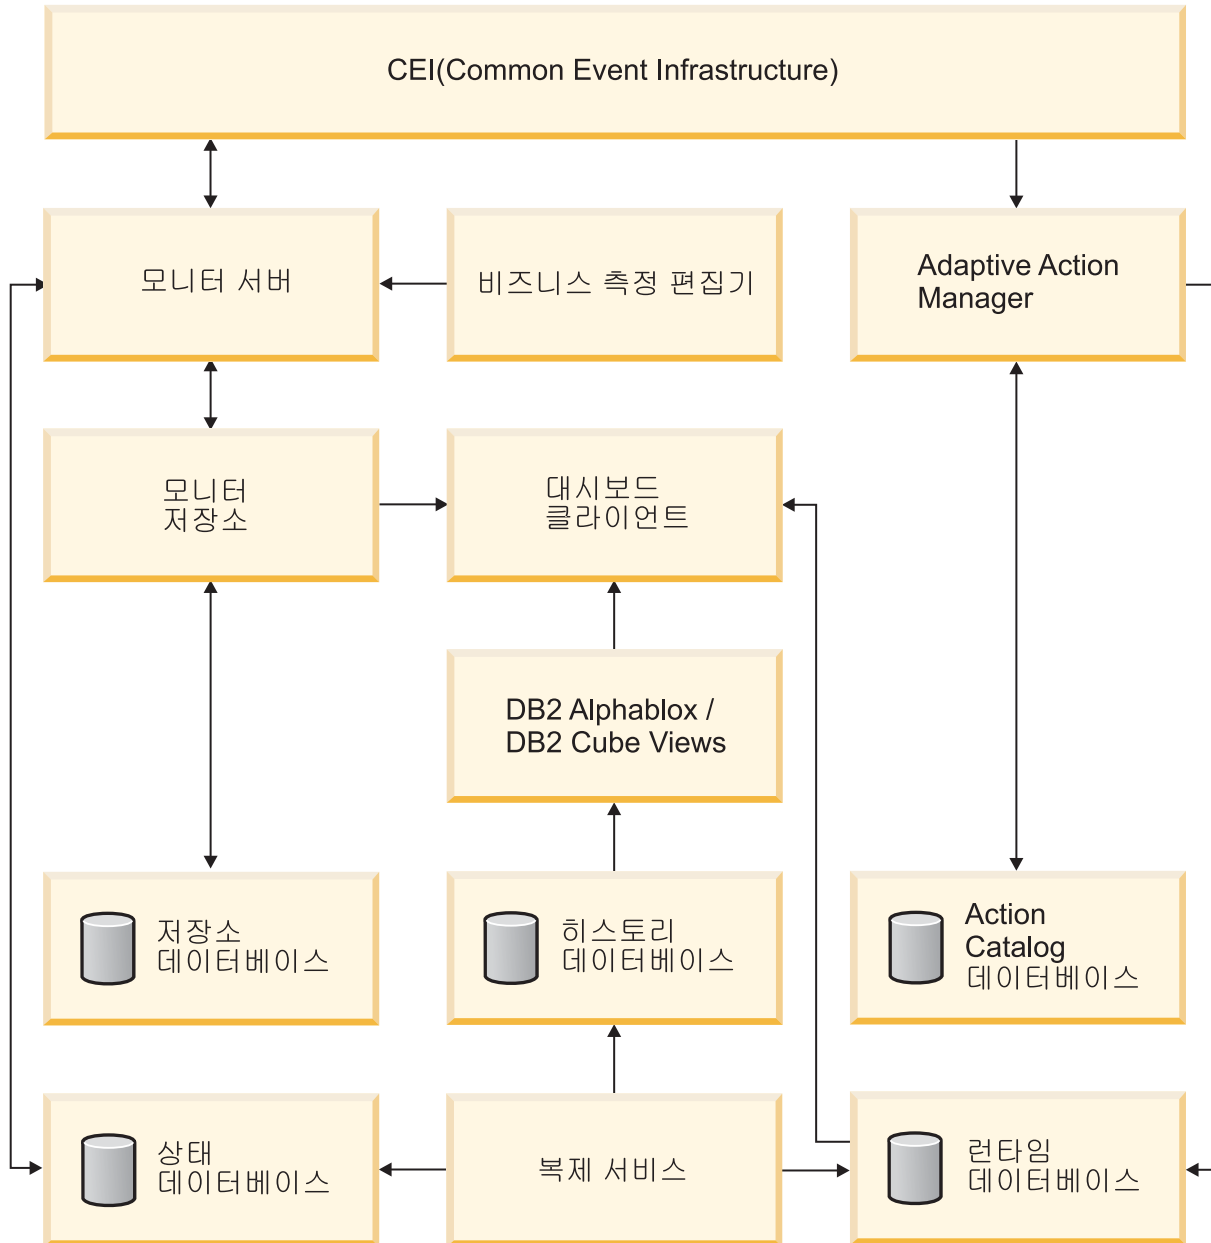 CEI(Common Event Infrastructure)
모니터 서버
비즈니스 측정 편집기
Adaptive Action
Manager
모니터
저장소
대시보드
클라이언트
DB2 Alphablox /
DB2 Cube Views
저장소
데이터베이스
히스토리
데이터베이스
Action
Catalog
데이터베이스
상태
데이터베이스
복제 서비스
런타임
데이터베이스